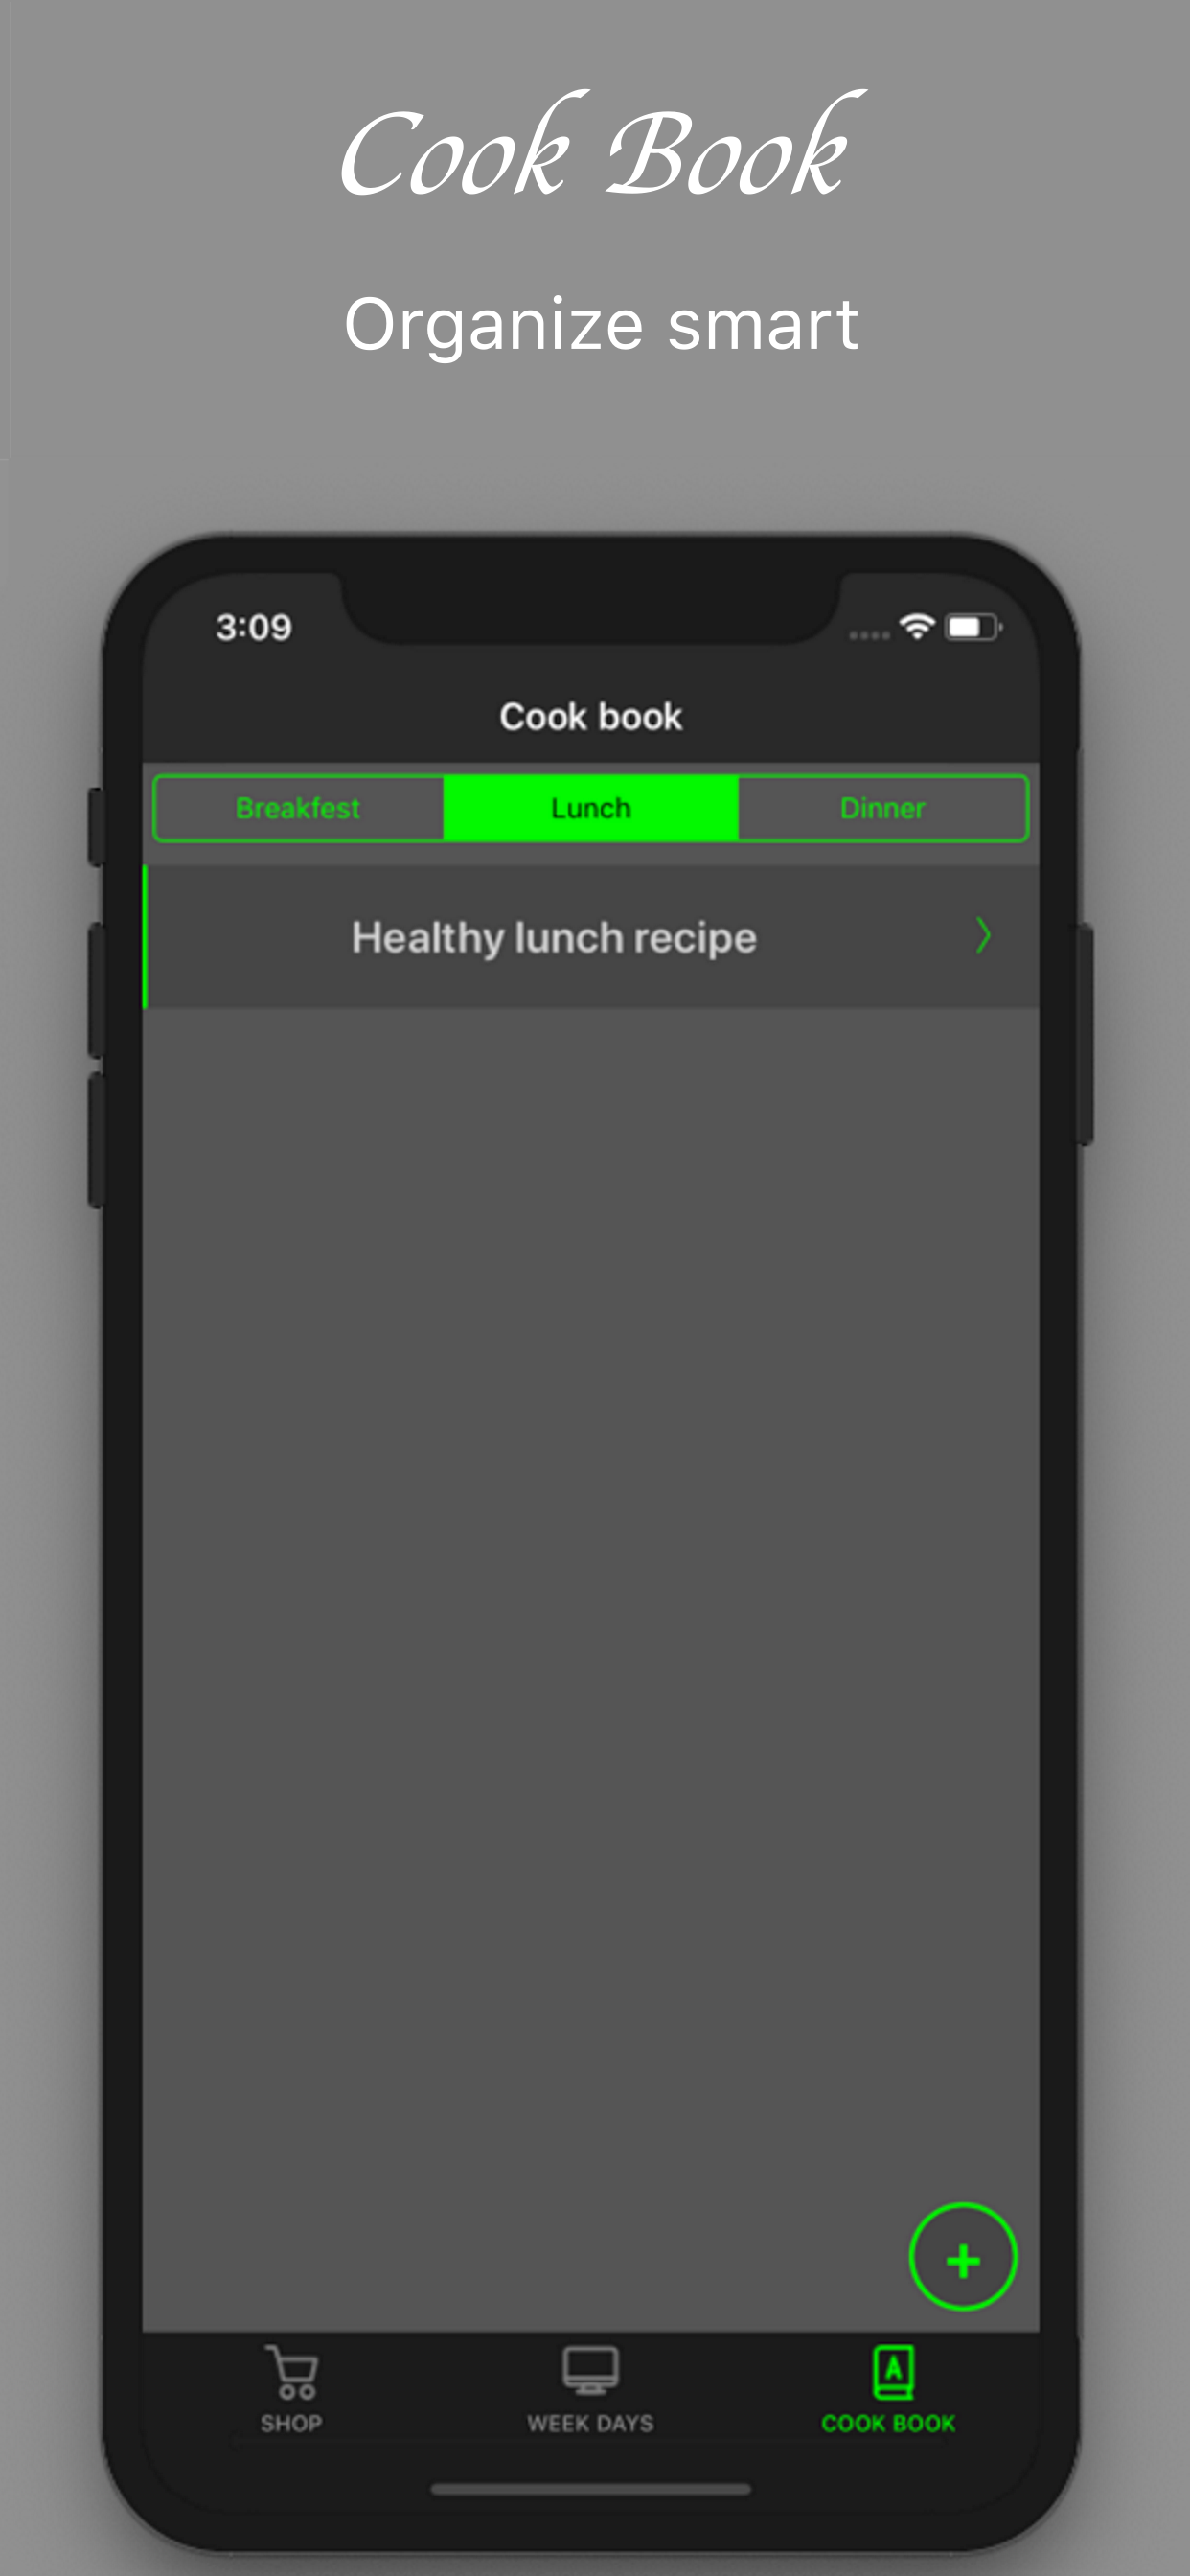 Cook Book
Organize smart
3:09
Cook book
Breakfest
Lunch
Dinner
Healthy lunch recipe
SHOP
WEEK DAYS
COOK BOOK